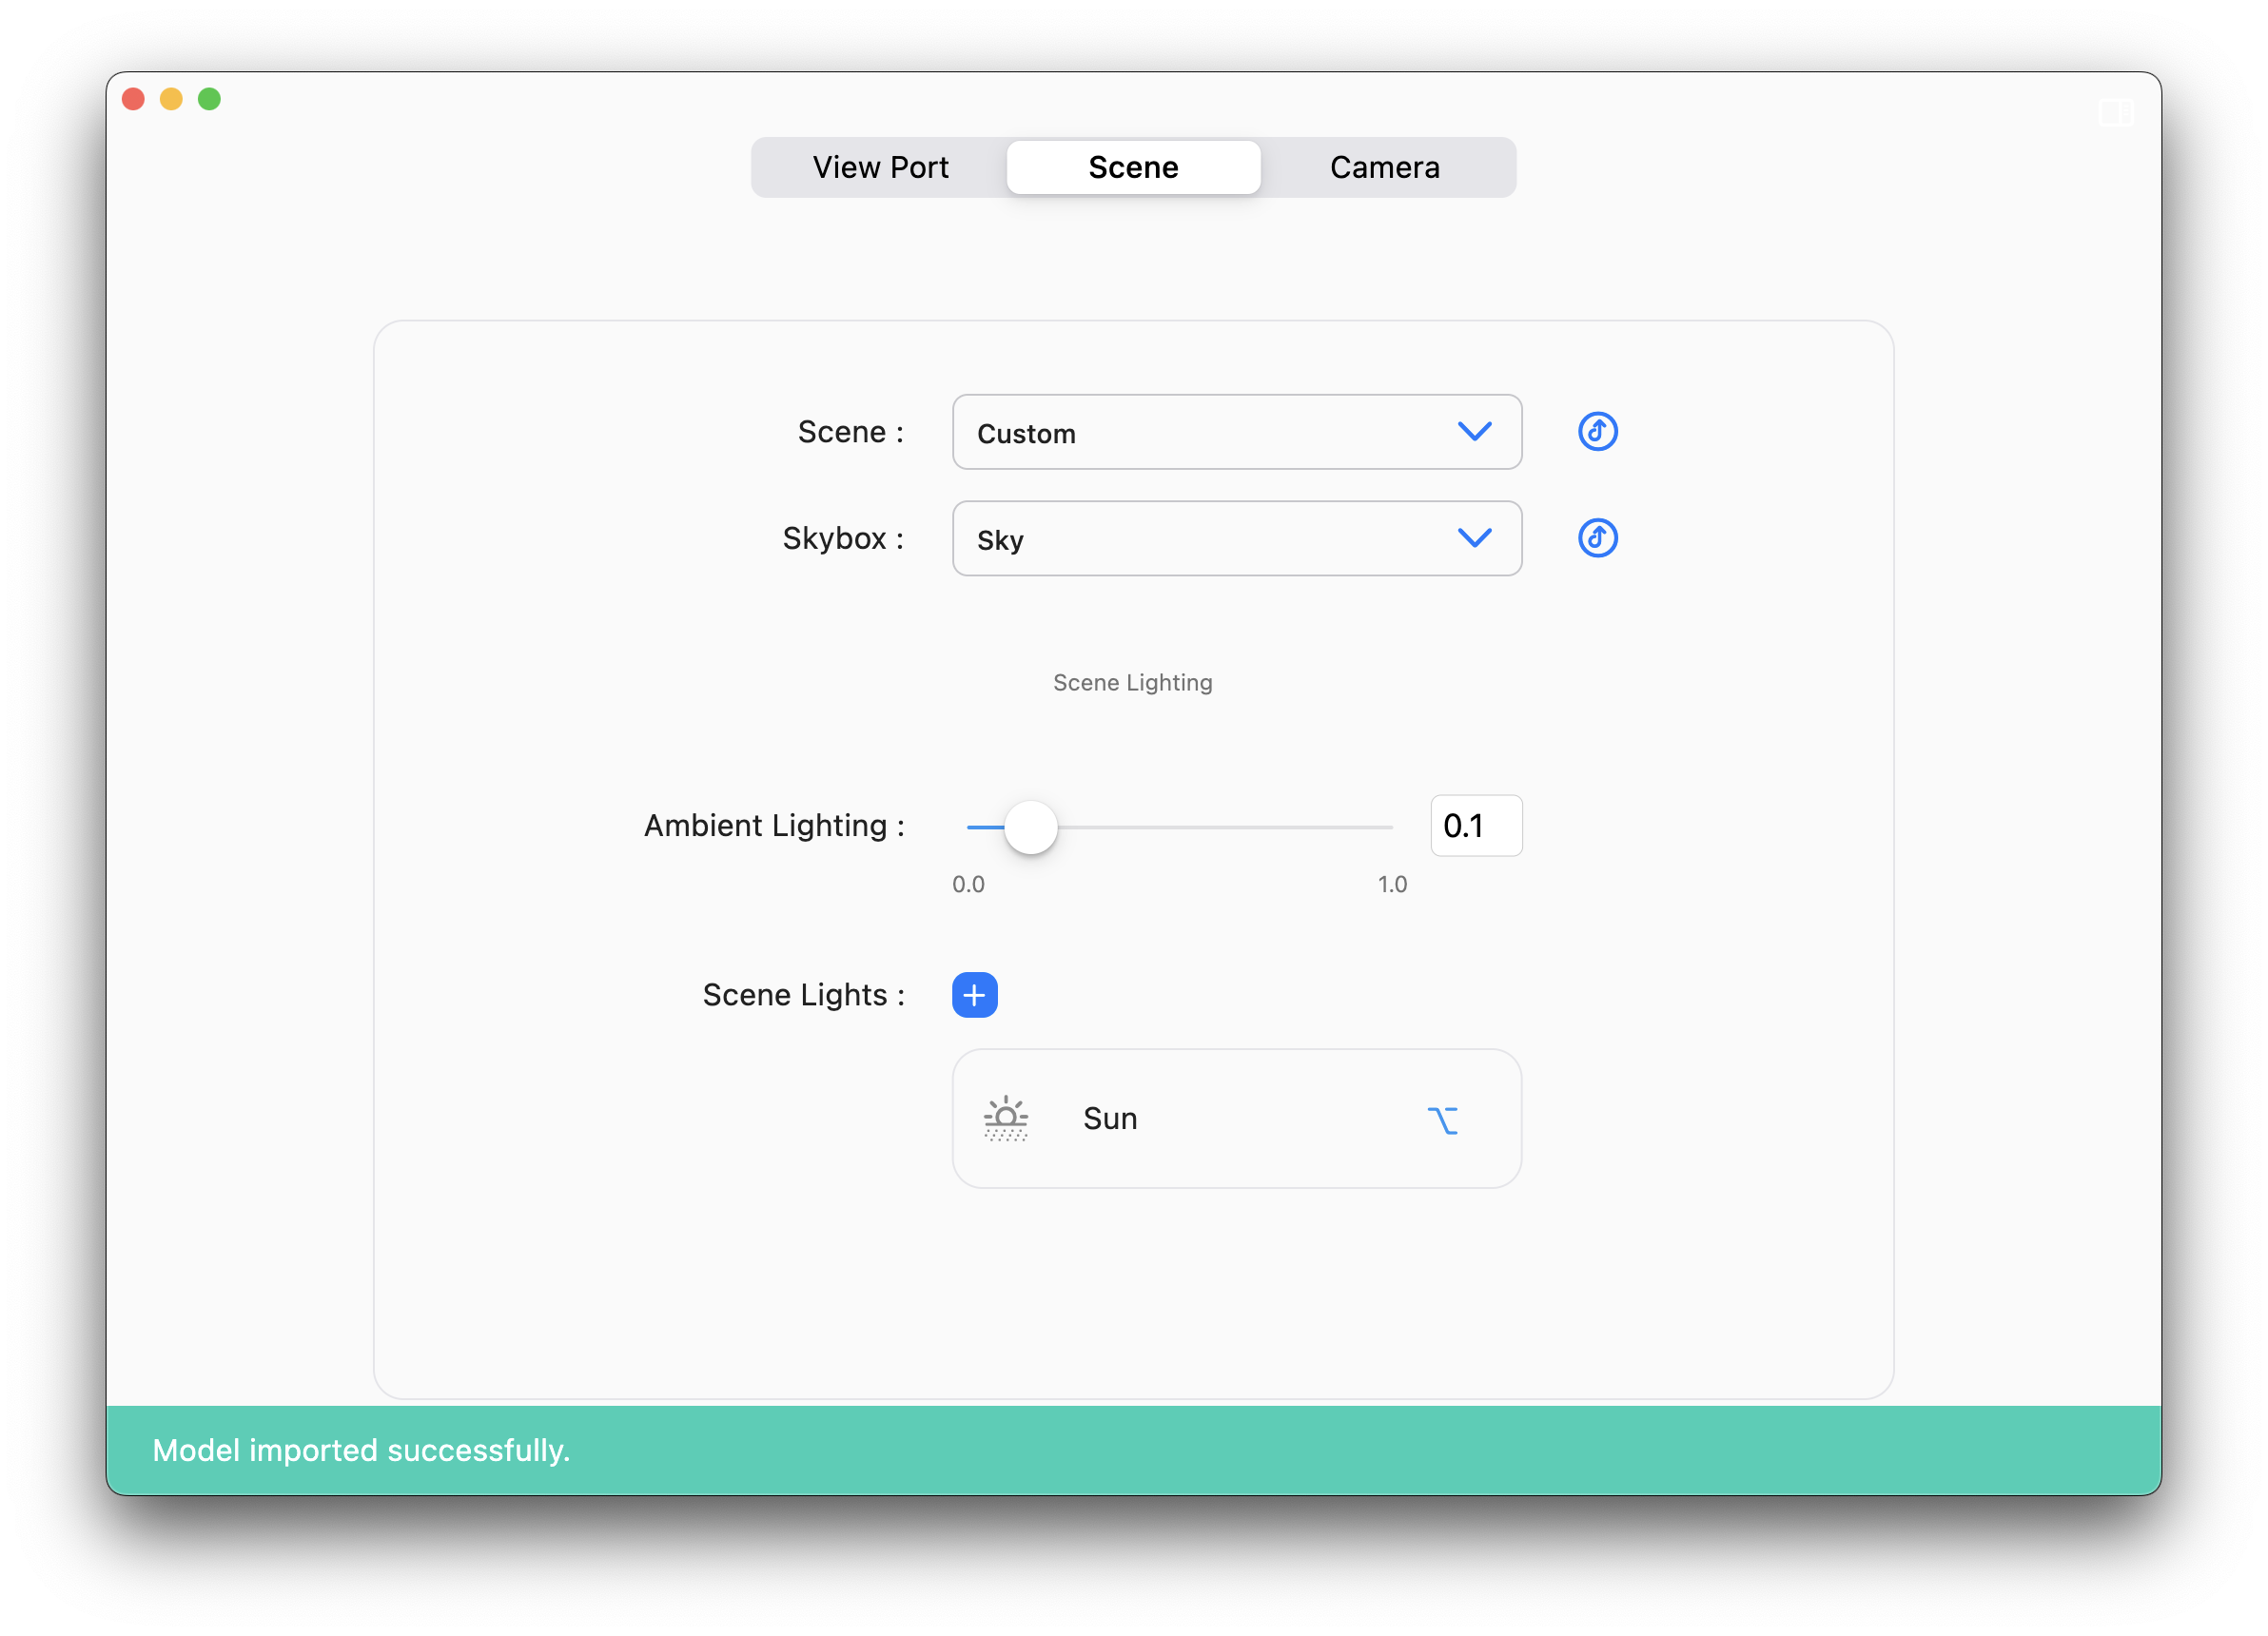 View Port Scene Camera
Scene : Custom
Skybox : Sky
Scene Lighting
Ambient Lighting : 0.1
0.0 1.0
Scene Lights :
Sun
Model imported successfully.